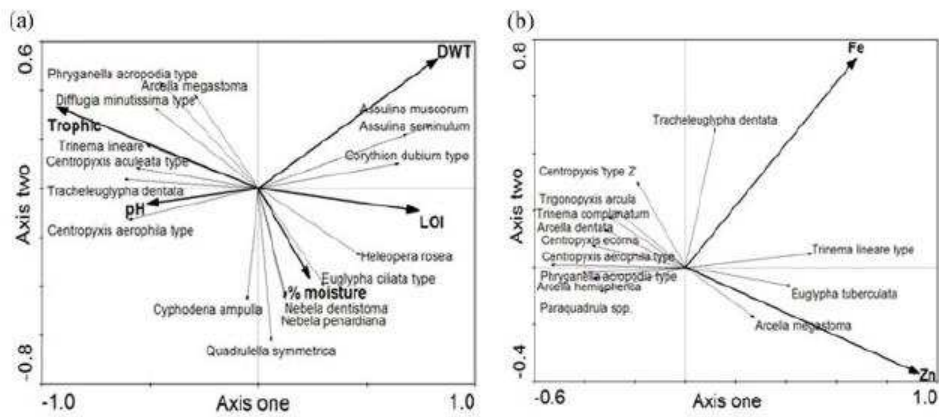 (a)
0.6
DWT
Phryganella acropodia type
Arcella megastoma
Difflugia minutissima type
Assulina muscorum
Trophic
Assulina seminulum
Trinema lineare
Corythion dubium type
Centropyxis aculeata type
Axis two
Tracheleuglypha dentata
pH
LOI
Centropyxis aerophila type
Heleopera rosea
Euglypha ciliata type
% moisture
Cyphoderia ampulla
Nebela dentistoma
Nebela penardiana
Quadrulella symmetrica
-0.8
-1.0
Axis one
1.0
(b)
0.8
Fe
Tracheleuglypha dentata
Centropyxis type Z
Trigonopyxis arcula
Trinema complinatum
Arcella dentata
Axis two
Centropyxis ecornis
Trinema lineare type
Centropyxis aerophila type
Phryganella acropodia type
Arcella hemispherica
Euglypha tuberculata
Paraquadrula spp.
Arcella megastoma
Zn
-0.4
-0.6
Axis one
1.0